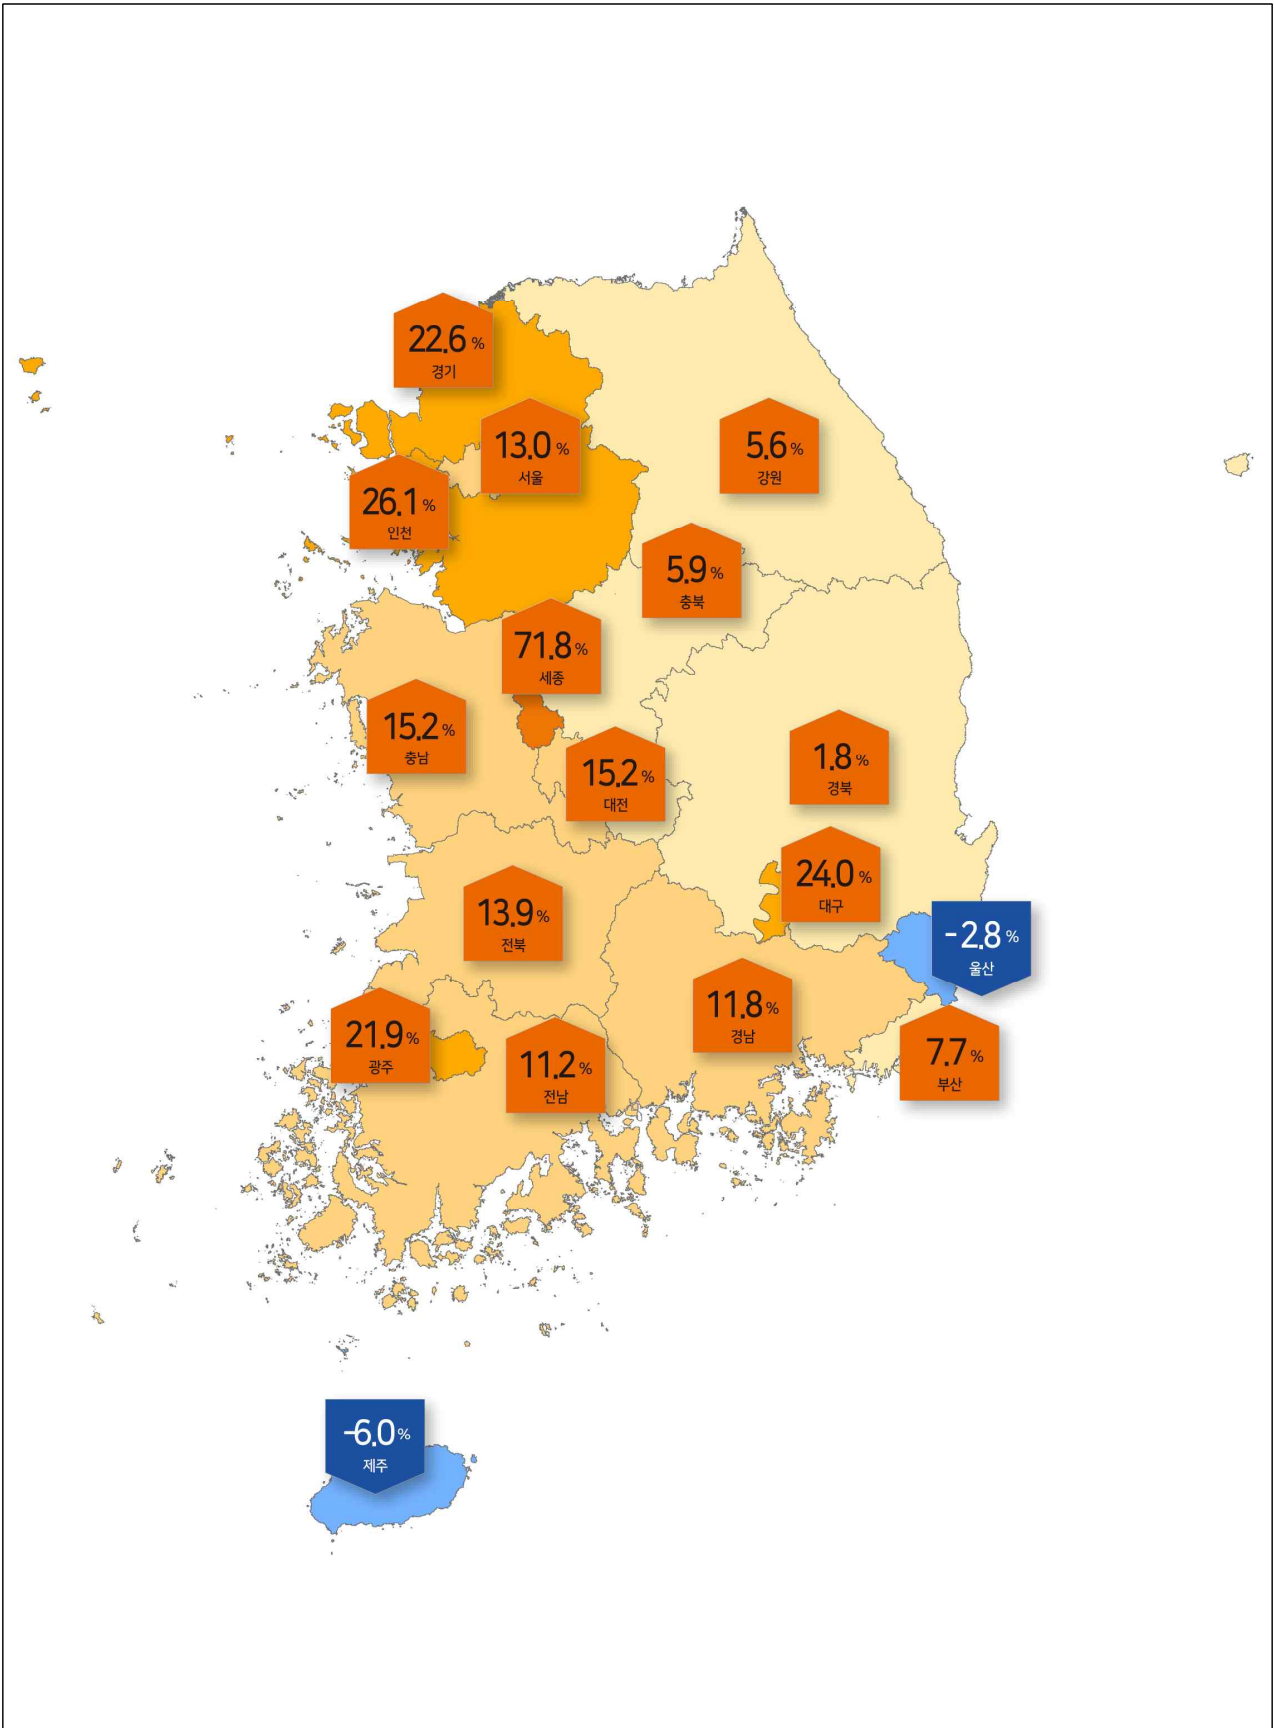 22.6 %
경기
13.0 %
서울
5.6 %
강원
26.1 %
인천
5.9 %
충북
71.8 %
세종
15.2 %
충남
15.2 %
대전
1.8 %
경북
24.0 %
대구
13.9 %
전북
-2.8 %
울산
11.8 %
경남
21.9 %
광주
11.2 %
전남
7.7 %
부산
-6.0 %
제주